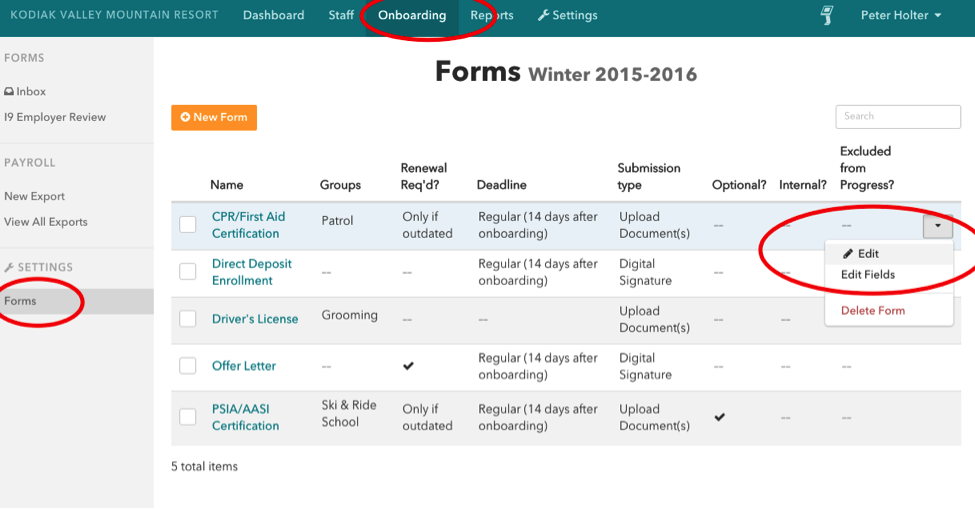 KODIAK VALLEY MOUNTAIN RESORT Dashboard Staff Onboarding Reports Settings Peter Holter
FORMS
Inbox
I9 Employer Review
PAYROLL
New Export
View All Exports
SETTINGS
Forms
Forms Winter 2015-2016
New Form Search
Name Groups Renewal Req'd? Deadline Submission type Optional? Internal? Excluded from Progress?
CPR/First Aid Patrol Only if Regular (14 days after Upload
Certification outdated onboarding) Document(s) -- -- --
Edit
Edit Fields
Delete Form
Direct Deposit -- -- Regular (14 days after Digital
Enrollment onboarding) Signature -- --
Driver's License Grooming -- -- Upload
Document(s) -- --
Offer Letter -- Regular (14 days after Digital
onboarding) Signature -- -- --
PSIA/AASI Ski & Ride Only if Regular (14 days after Upload
Certification School outdated onboarding) Document(s) -- --
5 total items